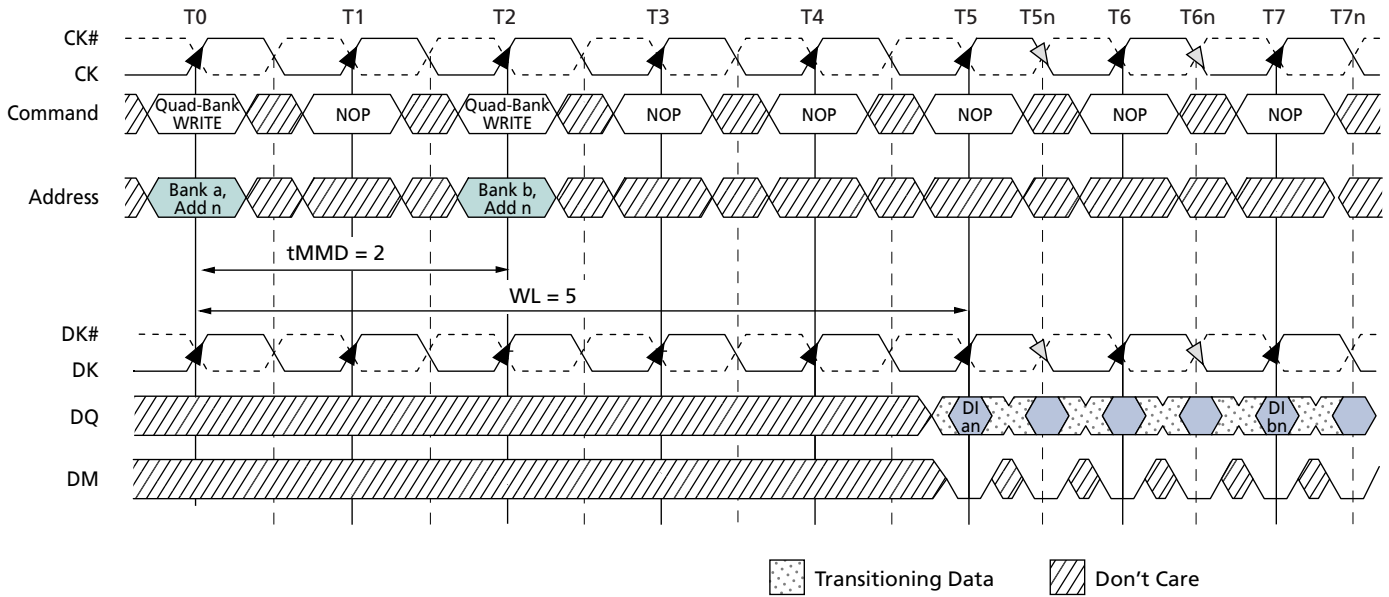 T0 T1 T2 T3 T4 T5 T5n T6 T6n T7 T7n
CK#
CK
Command
Quad-Bank
WRITE
NOP
Quad-Bank
WRITE
NOP
NOP
NOP
NOP
NOP
Address
Bank a,
Add n
Bank b,
Add n
tMMD = 2
WL = 5
DK#
DK
DQ
DI
an
DI
bn
DM
Transitioning Data
Don't Care